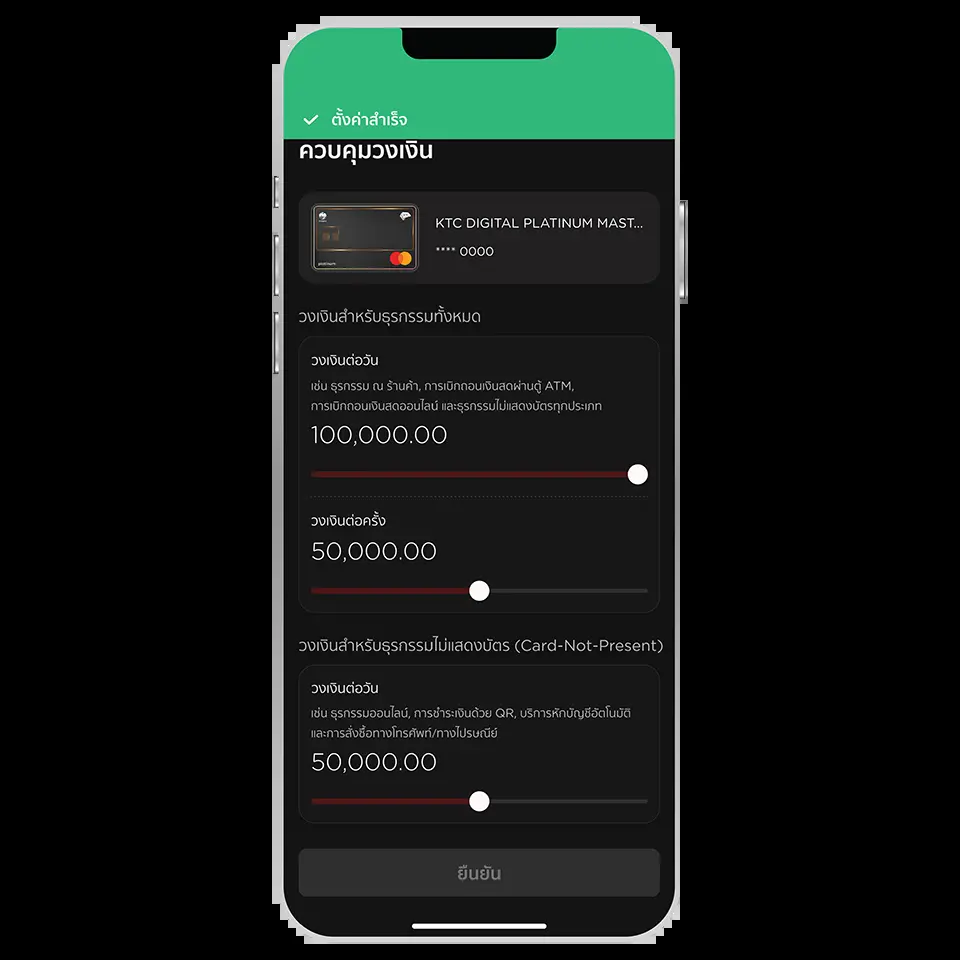 ตั้งค่าสำเร็จ
ควบคุมวงเงิน
KTC DIGITAL PLATINUM MAST...
**** 0000
platinum
วงเงินสำหรับธุรกรรมทั้งหมด
วงเงินต่อวัน
เช่น ธุรกรรม ณ ร้านค้า, การเบิกถอนเงินสดผ่านตู้ ATM,
การเบิกถอนเงินสดออนไลน์ และธุรกรรมไม่แสดงบัตรทุกประเภท
100,000.00
วงเงินต่อครั้ง
50,000.00
วงเงินสำหรับธุรกรรมไม่แสดงบัตร (Card-Not-Present)
วงเงินต่อวัน
เช่น ธุรกรรมออนไลน์, การชำระเงินด้วย QR, บริการหักบัญชีอัตโนมัติ
และการสั่งซื้อทางโทรศัพท์/ทางไปรษณีย์
50,000.00
ยืนยัน